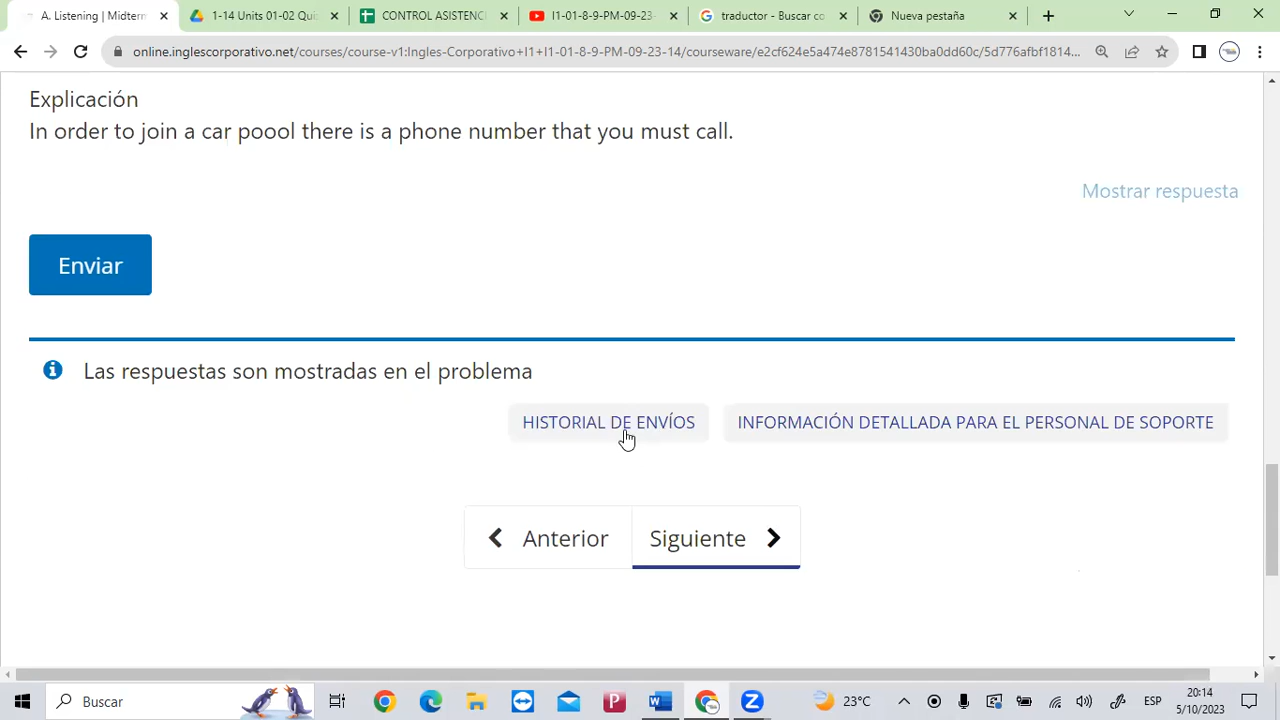 A. Listening | Midterm
1-14 Units 01-02 Quic
CONTROL ASISTENC
I1-01-8-9-PM-09-23-
traductor - Buscar co
Nueva pestaña
online.inglescorporativo.net/courses/course-v1:Ingles-Corporativo+I1+I1-01-8-9-PM-09-23-14/courseware/e2cf624e5a474e8781541430ba0dd60c/5d776afbf1814...
Explicación
In order to join a car poool there is a phone number that you must call.
Mostrar respuesta
Enviar
Las respuestas son mostradas en el problema
HISTORIAL DE ENVÍOS
INFORMACIÓN DETALLADA PARA EL PERSONAL DE SOPORTE
Anterior
Siguiente
Buscar
23°C
ESP
20:14
5/10/2023